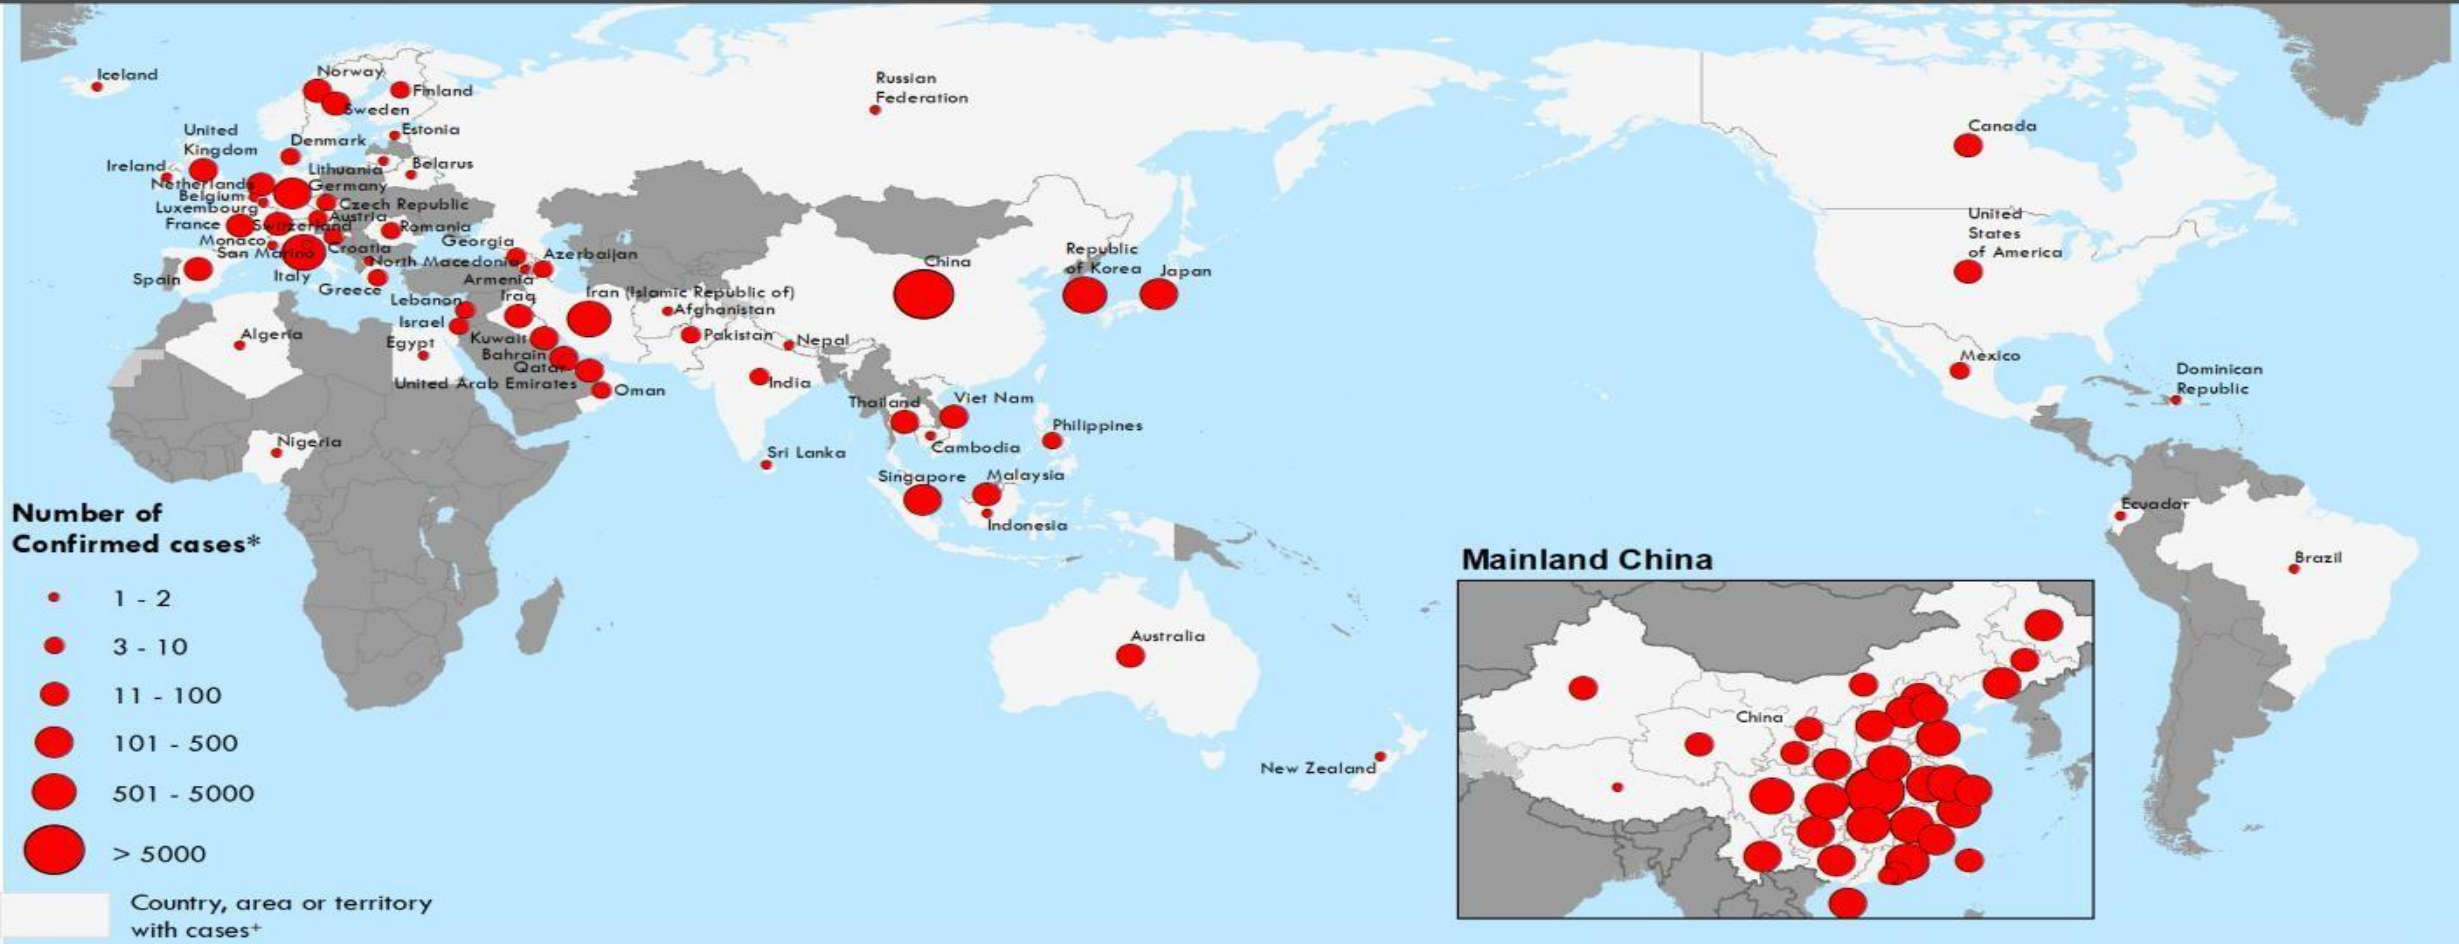 Iceland
Norway
Finland
Sweden
Estonia
United
Kingdom
Denmark
Ireland
Lithuania
Belarus
Netherlands
Germany
Belgium
Luxembourg
Czech Republic
Austria
France
Switzerland
Romania
Monaco
Croatia
San Marino
North Macedonia
Spain
Italy
Greece
Georgia
Azerbaijan
Armenia
Russian
Federation
Lebanon
Iraq
Iran (Islamic Republic of)
Afghanistan
Israel
Kuwait
Pakistan
Nepal
Algeria
Egypt
Bahrain
Qatar
United Arab Emirates
Oman
India
China
Republic
of Korea
Japan
Thailand
Viet Nam
Cambodia
Philippines
Nigeria
Sri Lanka
Singapore
Malaysia
Indonesia
Australia
New Zealand
Canada
United
States
of America
Mexico
Dominican
Republic
Ecuador
Brazil
Number of
Confirmed cases*
1 - 2
3 - 10
11 - 100
101 - 500
501 - 5000
> 5000
Country, area or territory
with cases+
Mainland China
China